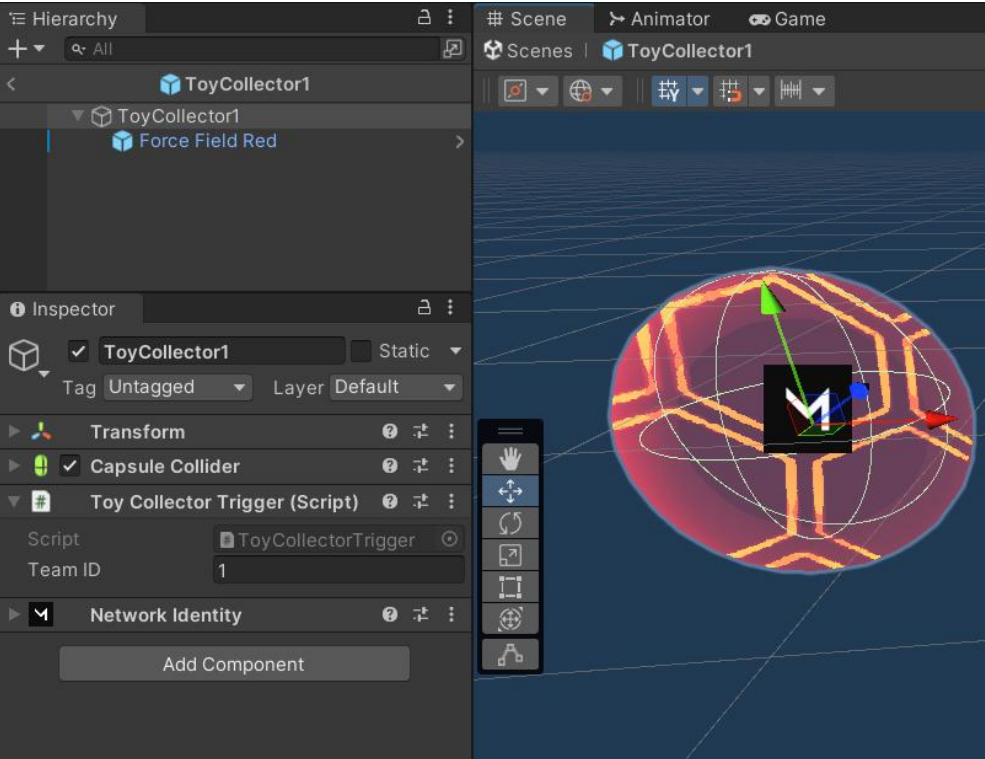 Hierarchy
All
ToyCollector1
ToyCollector1
Force Field Red
Inspector
ToyCollector1 Static
Tag Untagged Layer Default
Transform
Capsule Collider
Toy Collector Trigger (Script)
Script ToyCollectorTrigger
Team ID 1
Network Identity
Add Component
Scene Animator Game
Scenes | ToyCollector1